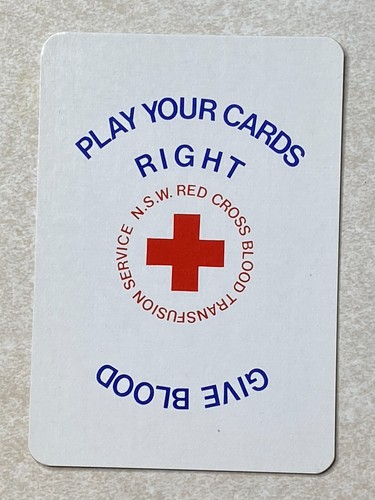 PLAY YOUR CARDS
RIGHT
N.S.W. RED CROSS BLOOD TRANSFUSION SERVICE
GIVE BLOOD